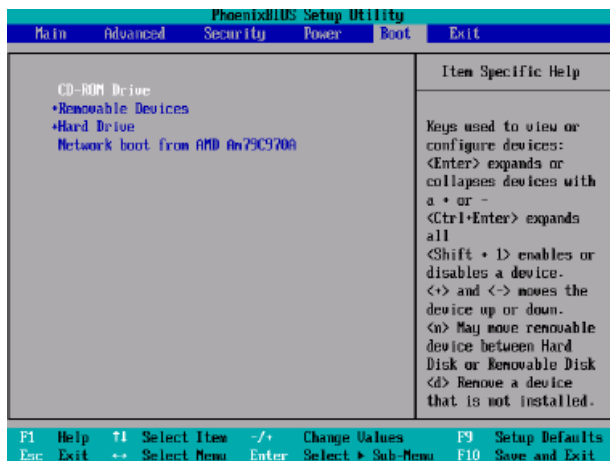 PhoenixBIOS Setup Utility
Main Advanced Security Power Boot Exit
CD-ROM Drive
+Removable Devices
+Hard Drive
Network boot from AMD Am79C970A
Item Specific Help
Keys used to view or
configure devices:
<Enter> expands or
collapses devices with
a + or -
<Ctrl+Enter> expands
all
<Shift + 1> enables or
disables a device.
<+> and <-> moves the
device up or down.
<n> May move removable
device between Hard
Disk or Removable Disk
<d> Remove a device
that is not installed.
F1 Help ↑↓ Select Item -/+ Change Values F9 Setup Defaults
Esc Exit ↔ Select Menu Enter Select ▶ Sub-Menu F10 Save and Exit